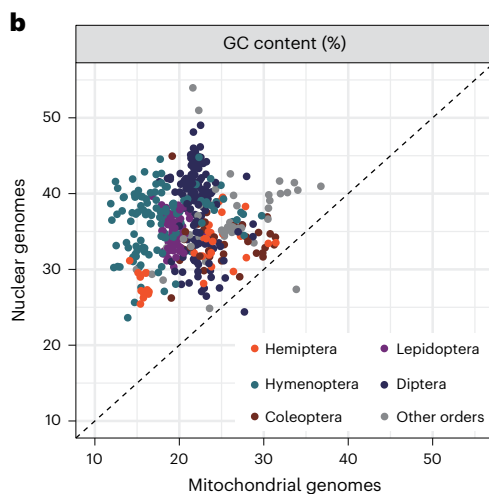 b
GC content (%)
Nuclear genomes
50
40
30
20
10
Hemiptera
Lepidoptera
Hymenoptera
Diptera
Coleoptera
Other orders
10 20 30 40 50
Mitochondrial genomes